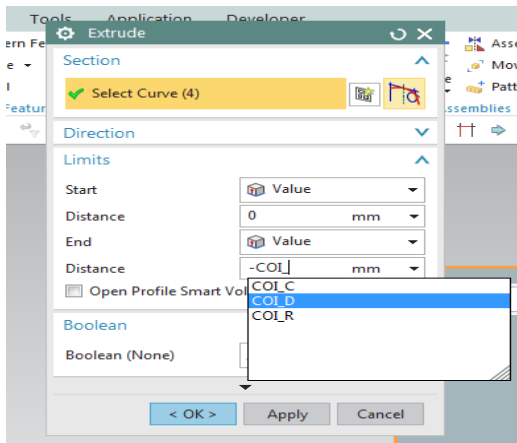 Tools Application Developer
ern Fe
Extrude
Asse
Section
e
Mov
Select Curve (4)
e
Patt
Featur
ssemblies
Direction
Limits
Start
Value
Distance
0
mm
End
Value
Distance
-COI_
mm
Open Profile Smart Vol
COI_C
COI_D
COI_R
Boolean
Boolean (None)
< OK >
Apply
Cancel